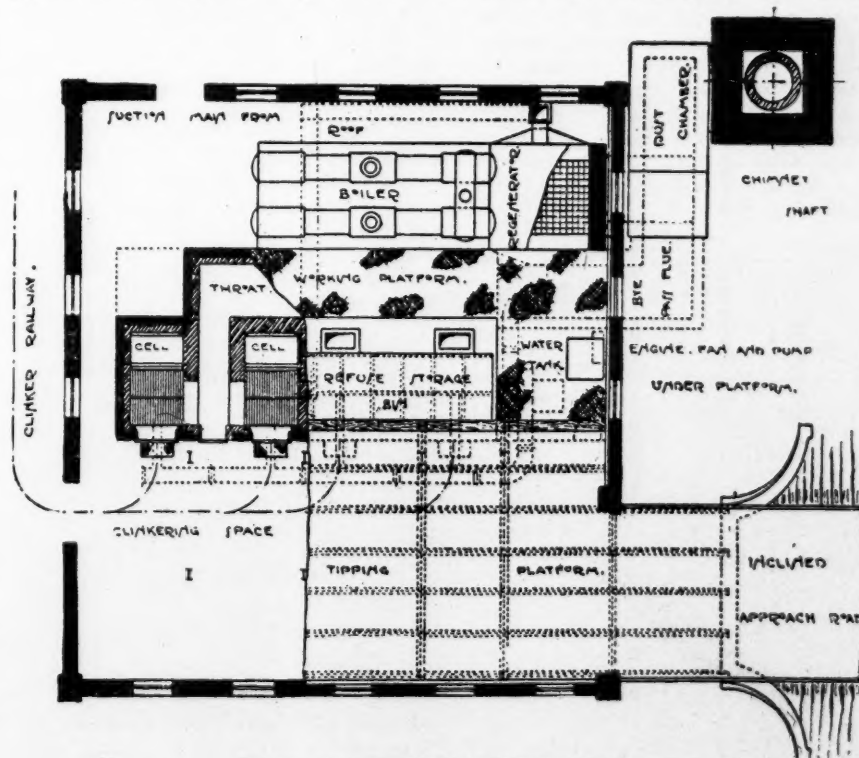 SUCTION MAIN FROM
ROOF
DUST
CHAMBER.
BOILER
REGENERATOR.
CHIMNEY
SHAFT
CLINKER RAILWAY.
THROAT.
WORKING PLATFORM.
BYE
PASS FLUE.
CELL
CELL
WATER
TANK
ENGINE, FAN AND PUMP
UNDER PLATFORM.
REFUSE STORAGE
BIN
CLINKERING SPACE
TIPPING PLATFORM.
INCLINED
APPROACH ROAD